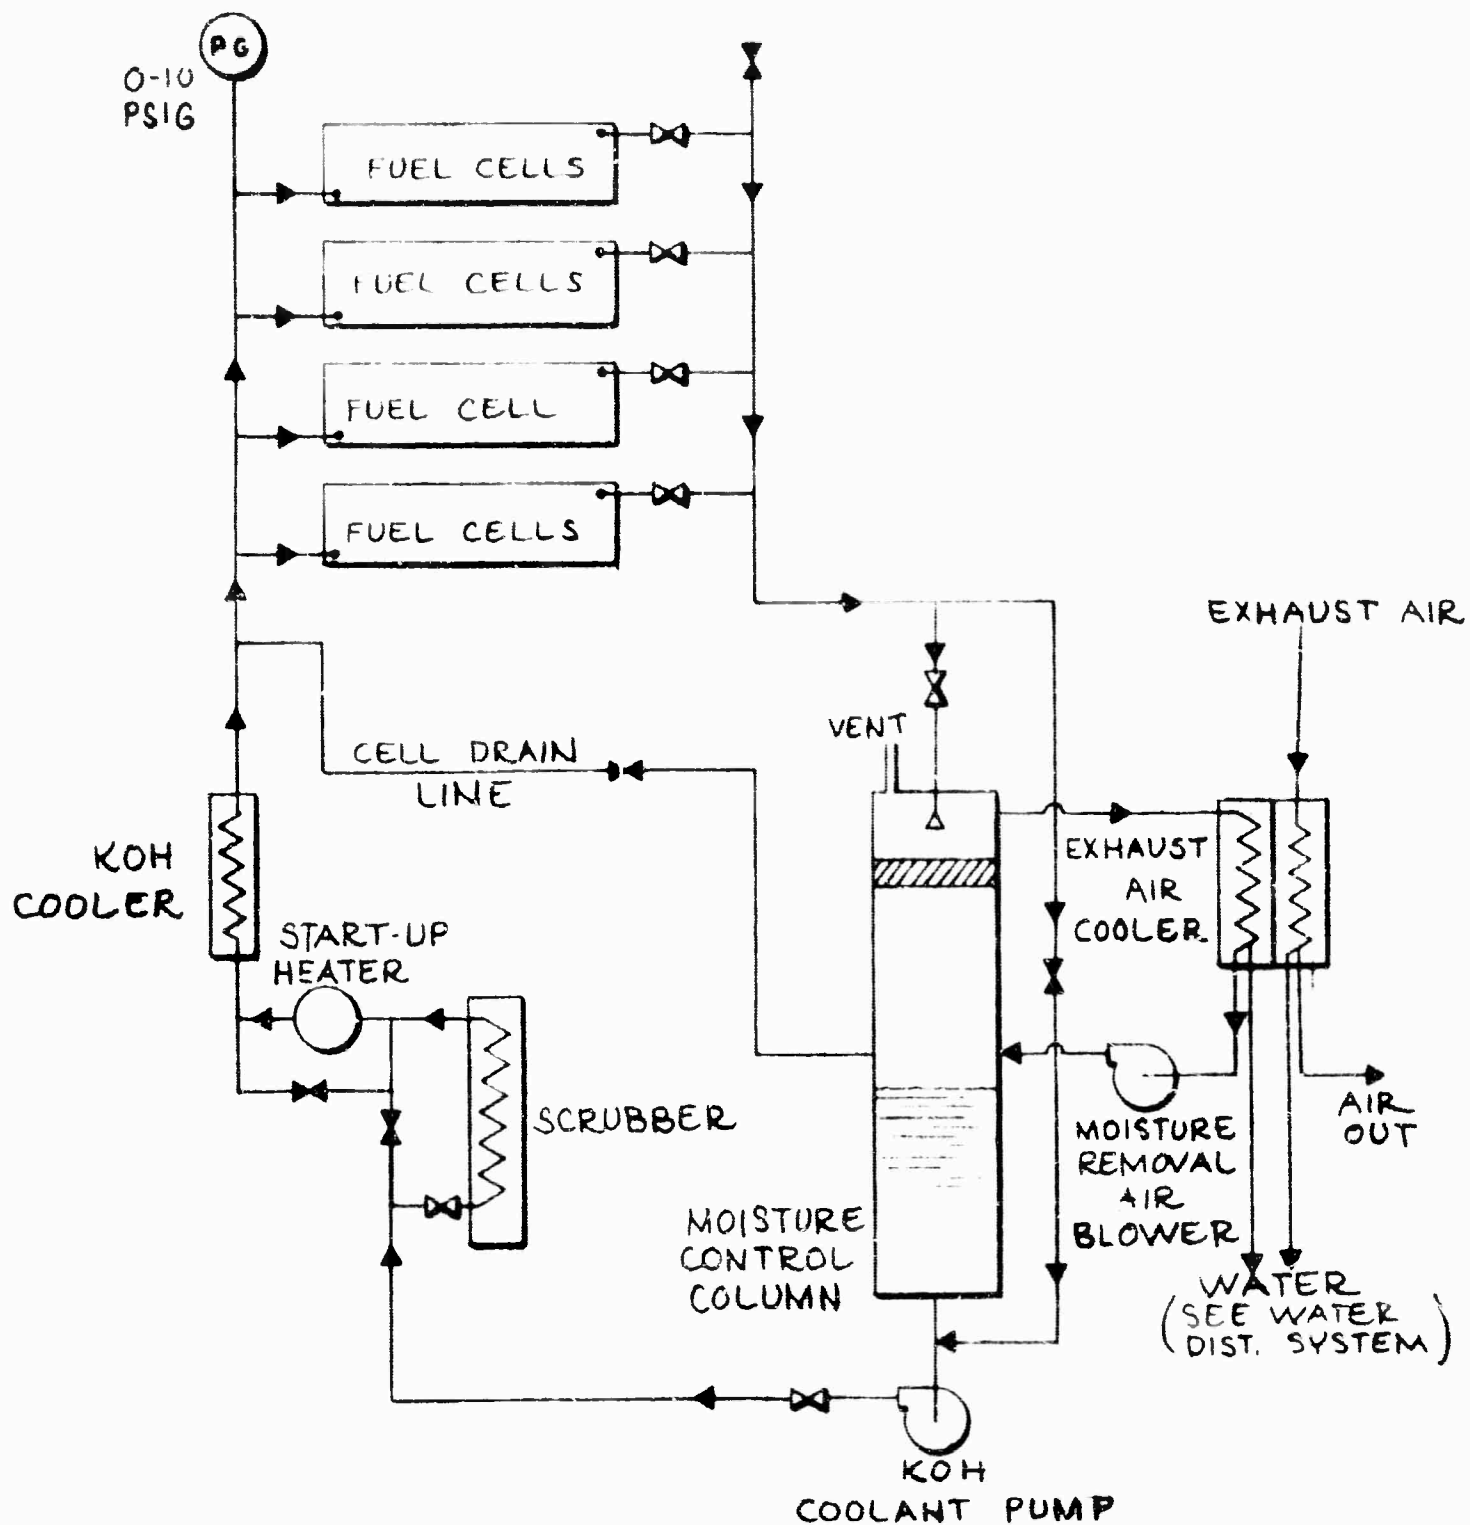 PG
0-10
PSIG
FUEL CELLS
FUEL CELLS
FUEL CELL
FUEL CELLS
EXHAUST AIR
VENT
CELL DRAIN
LINE
KOH
COOLER
EXHAUST
AIR
COOLER
START-UP
HEATER
SCRUBBER
AIR
OUT
MOISTURE
REMOVAL
AIR
BLOWER
MOISTURE
CONTROL
COLUMN
WATER
(SEE WATER
DIST. SYSTEM)
KOH
COOLANT PUMP